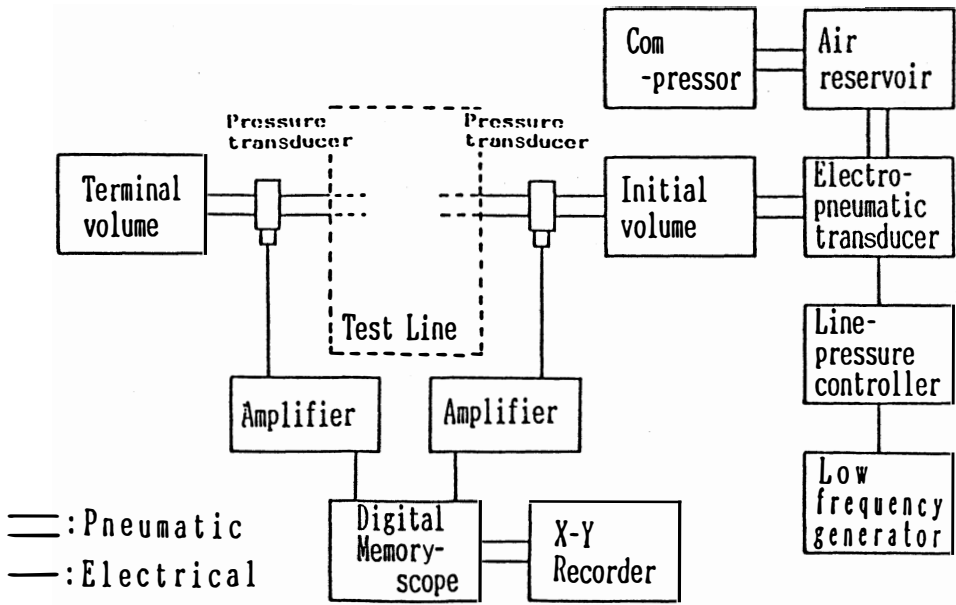 Com
-pressor
Air
reservoir
Pressure
transducer
Pressure
transducer
Terminal
volume
Initial
volume
Electro-
pneumatic
transducer
Test Line
Line-
pressure
controller
Amplifier
Amplifier
Low
frequency
generator
Digital
Memory-
scope
X-Y
Recorder
:Pneumatic
:Electrical